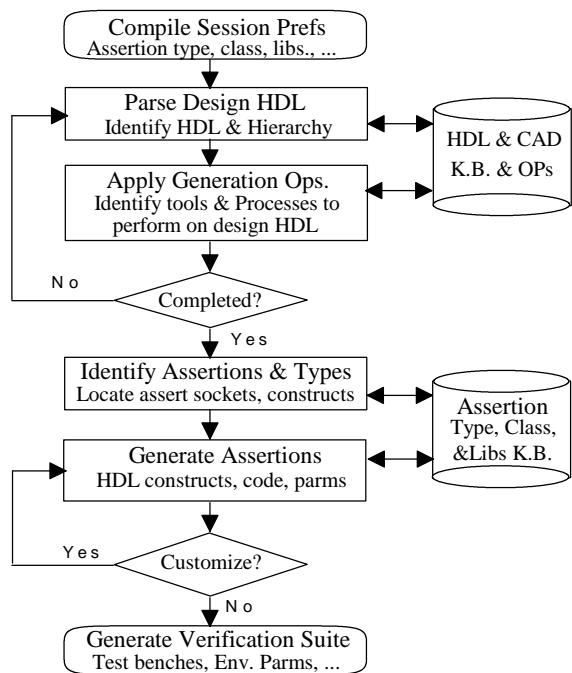 Compile Session Prefs
Assertion type, class, libs., ...
Parse Design HDL
Identify HDL & Hierarchy
HDL & CAD
K.B. & OPs
Apply Generation Ops.
Identify tools & Processes to
perform on design HDL
No
Completed?
Yes
Identify Assertions & Types
Locate assert sockets, constructs
Assertion
Type, Class,
&Libs K.B.
Generate Assertions
HDL constructs, code, parms
Yes
Customize?
No
Generate Verification Suite
Test benches, Env. Parms, ...